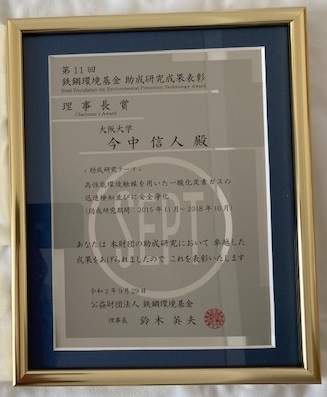 第11回
鉄鋼環境基金 助成研究成果表彰
Steel Foundation for Environmental Protection Technology Award
理事長賞
Chairman's Award
大阪大学
今中 信人 殿
(助成研究テーマ:
高性能環境触媒を用いた一酸化炭素ガスの
迅速検知並びに安全浄化
(助成研究期間:2015年11月~2018年10月)
SEPT
あなたは 本財団の助成研究において 卓越した
成果をあげられましたので これを表彰いたします
令和2年9月29日
公益財団法人 鉄鋼環境基金
理事長 鈴木 英夫